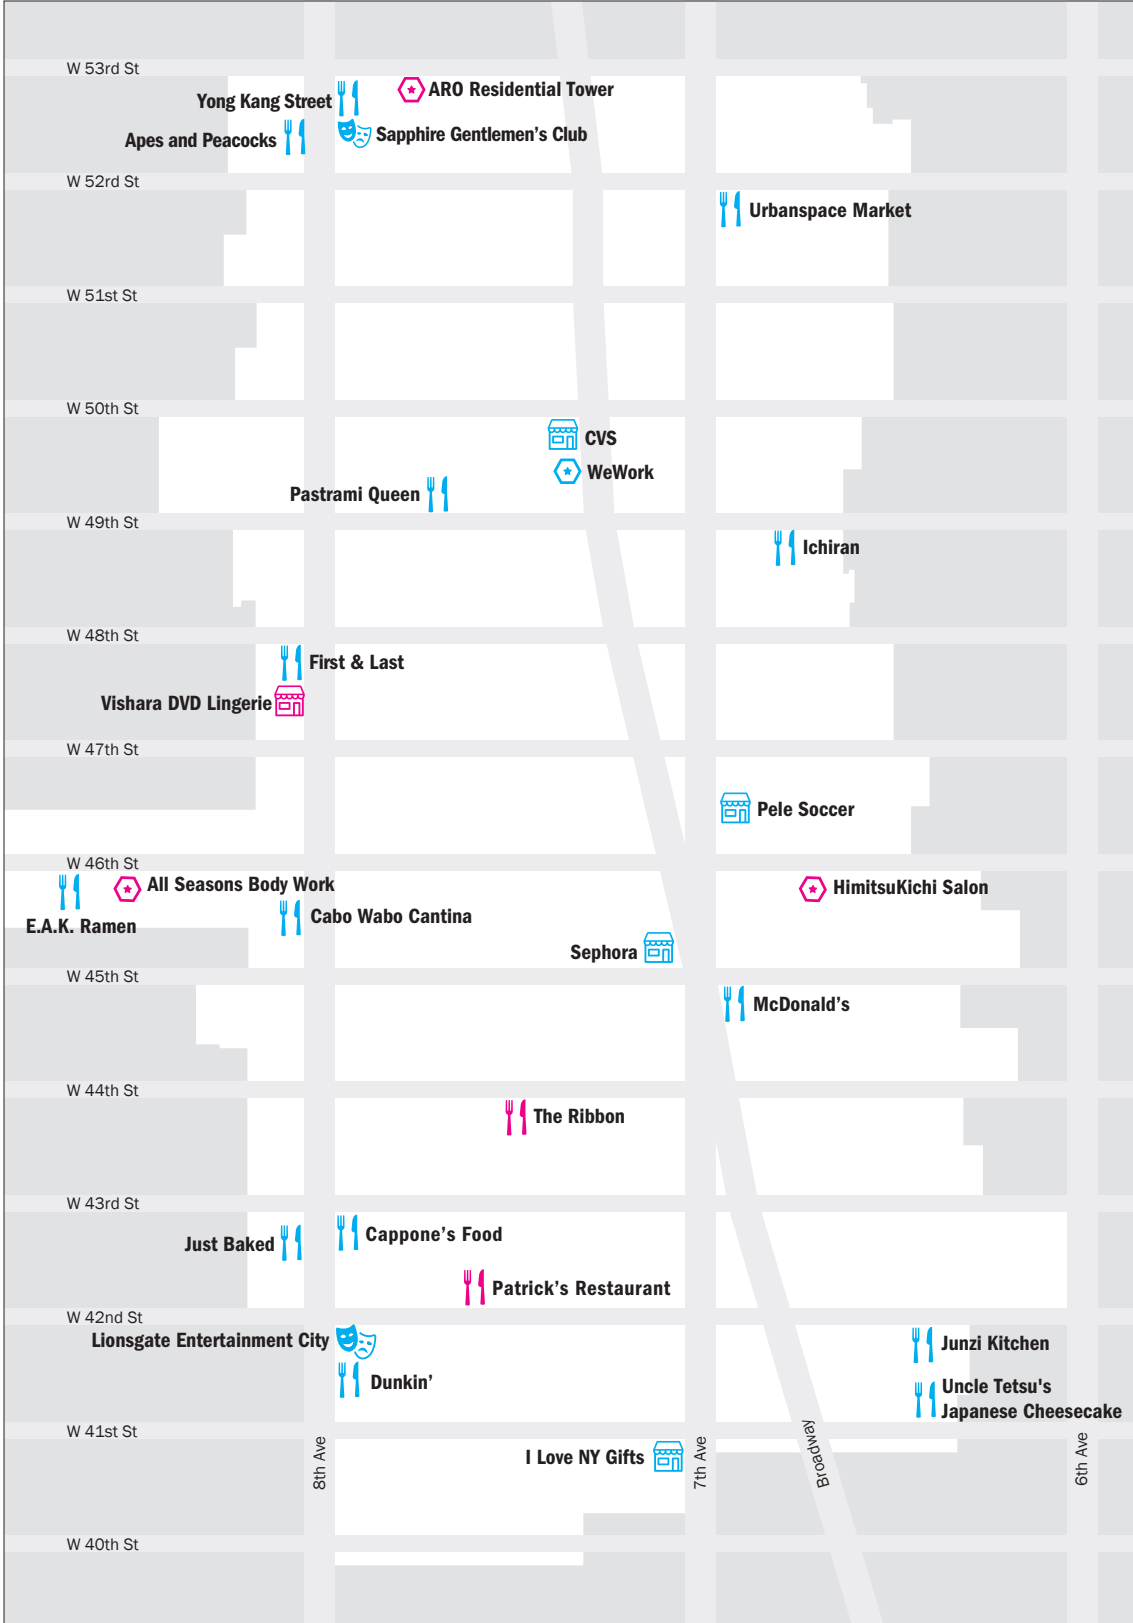 W 53rd St
ARO Residential Tower
Yong Kang Street
Sapphire Gentlemen's Club
Apes and Peacocks
W 52rd St
Urbanspace Market
W 51st St
W 50th St
CVS
WeWork
Pastrami Queen
W 49th St
Ichiran
W 48th St
First & Last
Vishara DVD Lingerie
W 47th St
Pele Soccer
W 46th St
All Seasons Body Work
HimitsuKichi Salon
E.A.K. Ramen
Cabo Wabo Cantina
Sephora
W 45th St
McDonald's
W 44th St
The Ribbon
W 43rd St
Cappone's Food
Just Baked
Patrick's Restaurant
W 42nd St
Lionsgate Entertainment City
Junzi Kitchen
Dunkin'
Uncle Tetsu's
Japanese Cheesecake
W 41st St
I Love NY Gifts
8th Ave
7th Ave
Broadway
6th Ave
W 40th St